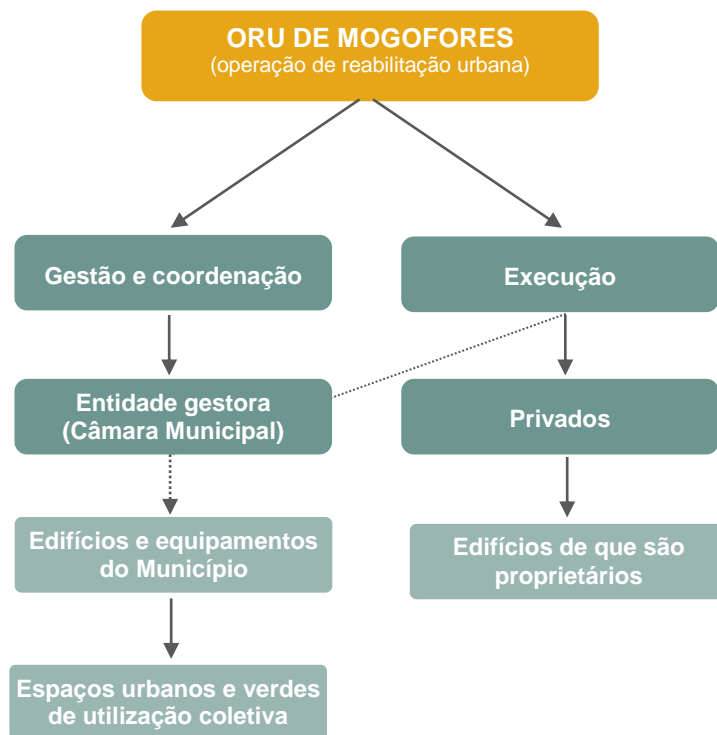 ORU DE MOGOFORES
(operação de reabilitação urbana)
Gestão e coordenação
Execução
Entidade gestora
(Câmara Municipal)
Privados
Edifícios e equipamentos
do Município
Edifícios de que são
proprietários
Espaços urbanos e verdes
de utilização coletiva